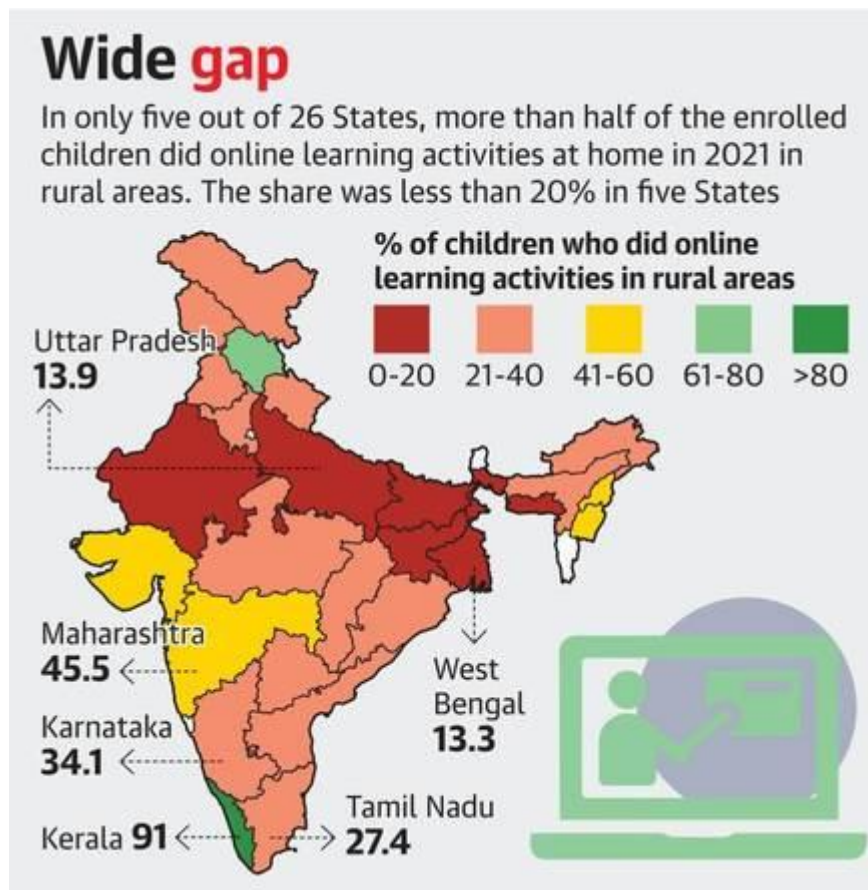 Wide gap
In only five out of 26 States, more than half of the enrolled
children did online learning activities at home in 2021 in
rural areas. The share was less than 20% in five States
% of children who did online
learning activities in rural areas
0-20 21-40 41-60 61-80 >80
Uttar Pradesh
13.9
Maharashtra
45.5
Karnataka
34.1
Kerala 91
Tamil Nadu
27.4
West
Bengal
13.3